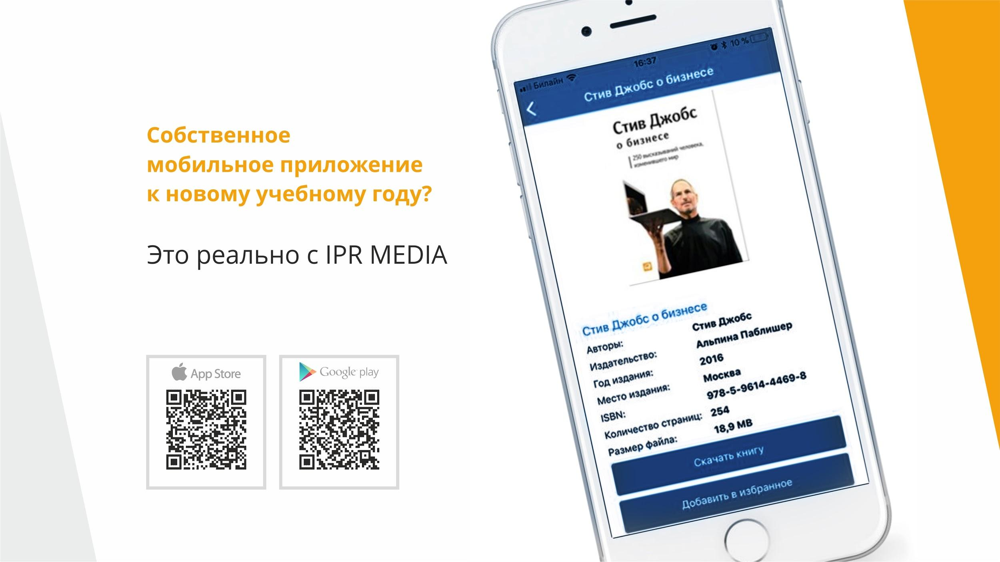 Собственное
мобильное приложение
к новому учебному году?
Это реально с IPR MEDIA
App Store
Google play
Билайн
16:37
10 %
Стив Джобс о бизнесе
Стив Джобс
о бизнесе
250 высказываний человека,
изменившего мир
Стив Джобс о бизнесе
Авторы: Стив Джобс
Издательство: Альпина Паблишер
Год издания: 2016
Место издания: Москва
ISBN: 978-5-9614-4469-8
Количество страниц: 254
Размер файла: 18,9 MB
Скачать книгу
Добавить в избранное